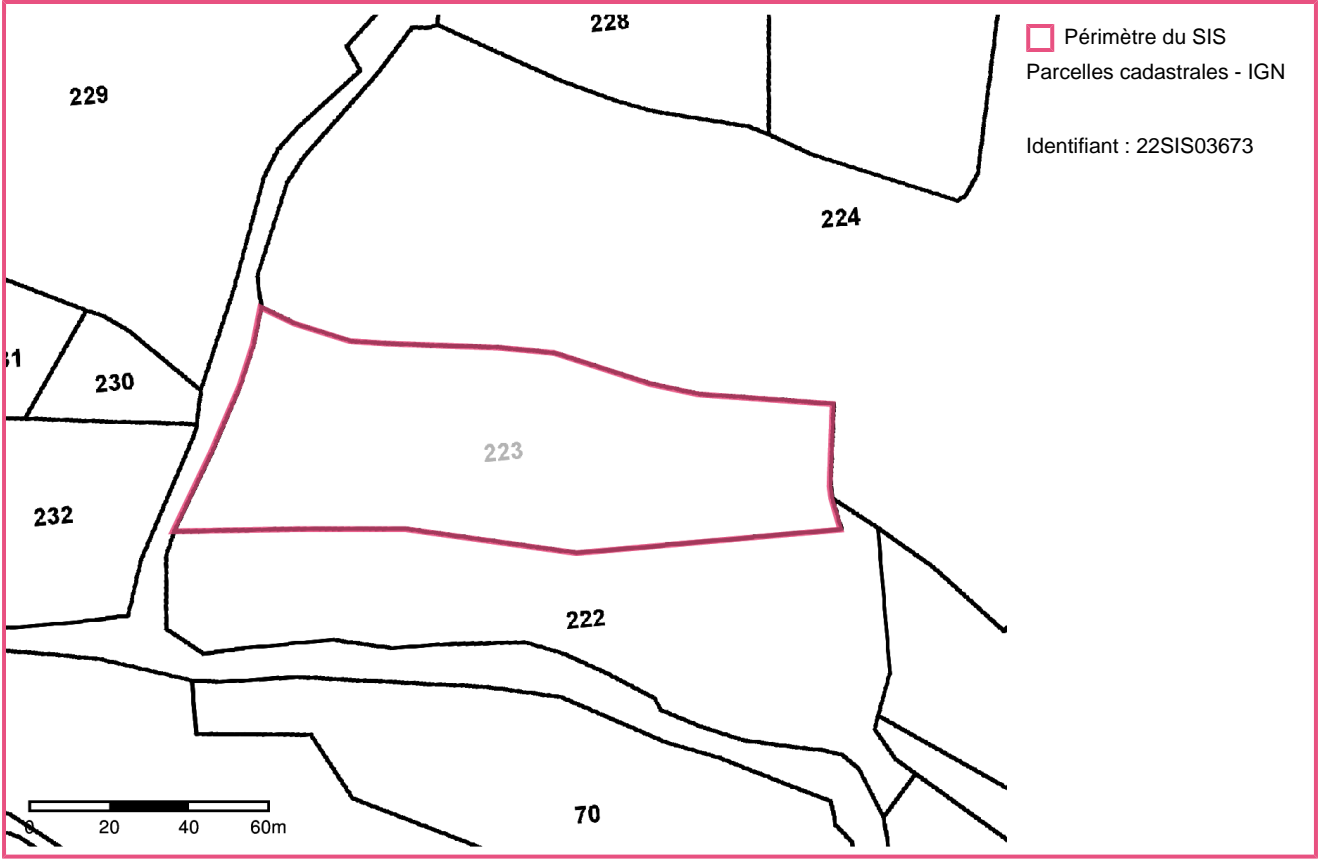 228
Périmètre du SIS
Parcelles cadastrales - IGN
229
Identifiant : 22SIS03673
224
31
230
223
232
222
70
0 20 40 60m